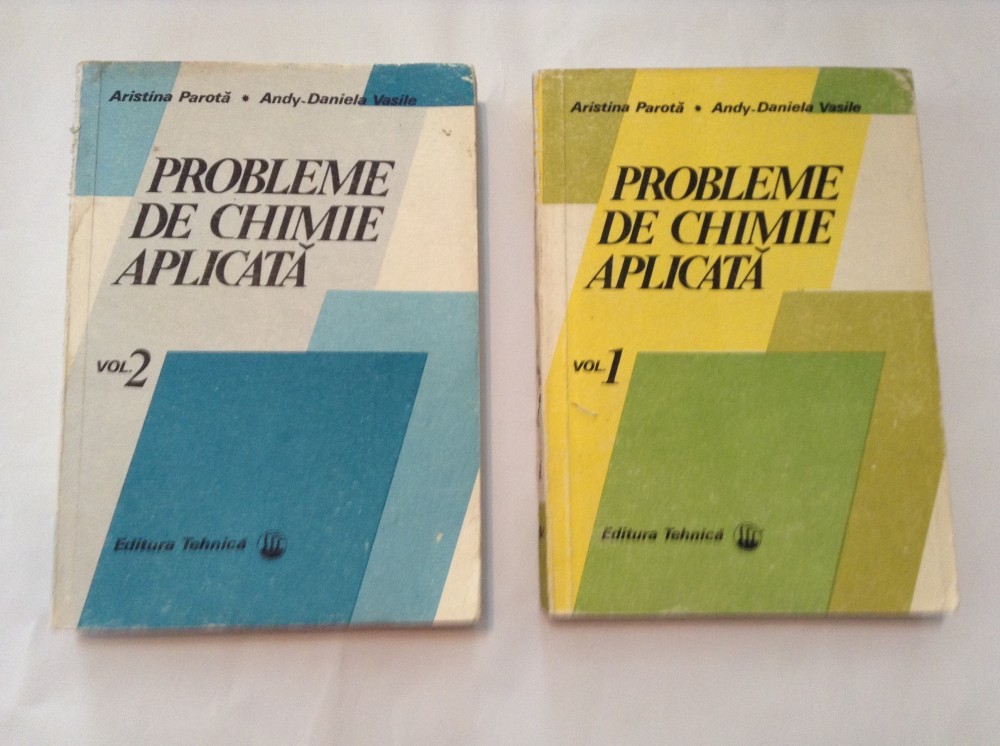 Aristina Parotă * Andy-Daniela Vasile
PROBLEME
DE CHIMIE
APLICATĂ
VOL.2
Editura Tehnică
Aristina Parotă * Andy-Daniela Vasile
PROBLEME
DE CHIMIE
APLICATĂ
VOL.1
Editura Tehnică